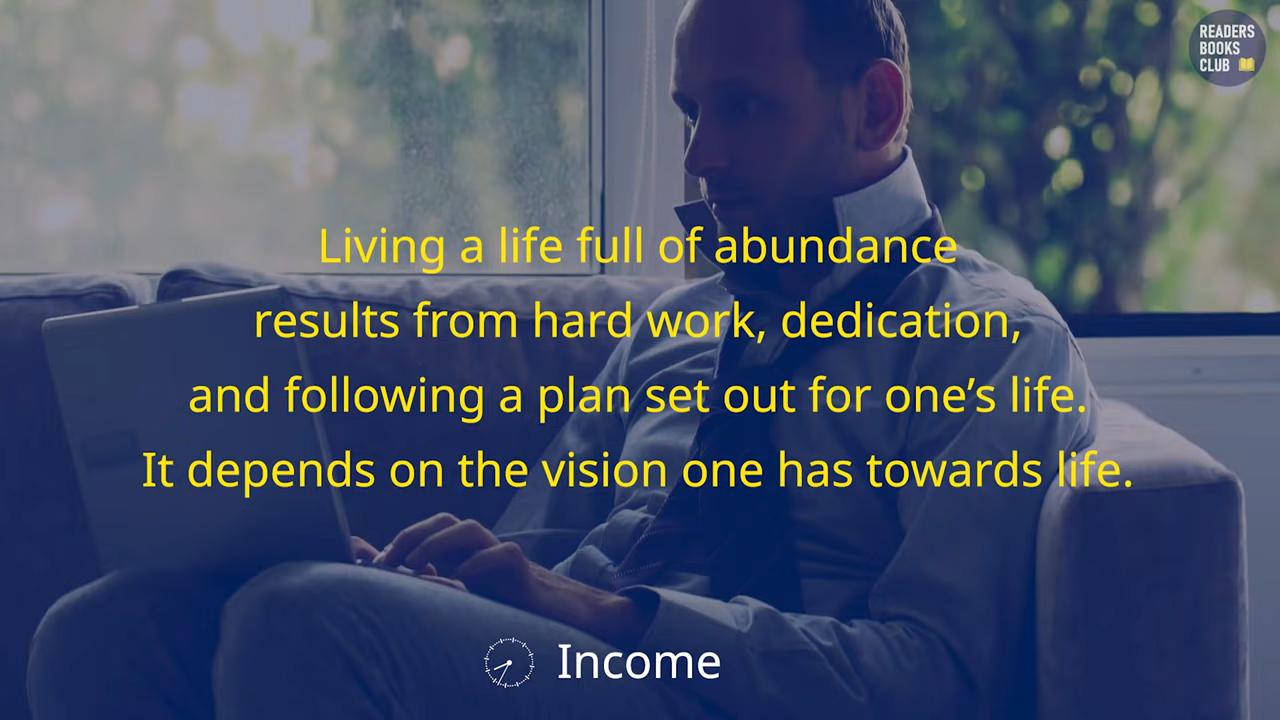 READERS
BOOKS
CLUB
Living a life full of abundance
results from hard work, dedication,
and following a plan set out for one’s life.
It depends on the vision one has towards life.
Income